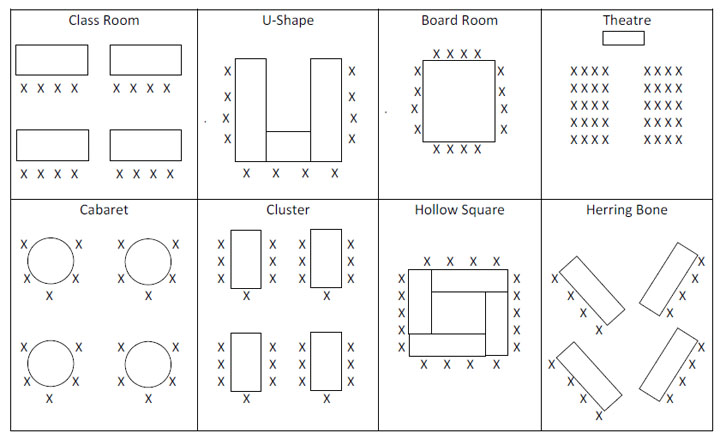 Class Room
X X X X X X X X
X X X X X X X X
U-Shape
X X
X X
X X
X X
X X X X
Board Room
X X X X
X X
X X
X X
X X
X X X X
Theatre
X X X X X X X X
X X X X X X X X
X X X X X X X X
X X X X X X X X
X X X X X X X X
Cabaret
X X X X
X X X X
X X
X X X X
X X X X
X X
Cluster
X X X X
X X X X
X X X X
X X
X X X X
X X X X
X X X X
X X
Hollow Square
X X X X
X X
X X
X X
X X
X X X X
Herring Bone
X
X X
X X
X X
X
X
X X
X X
X X
X